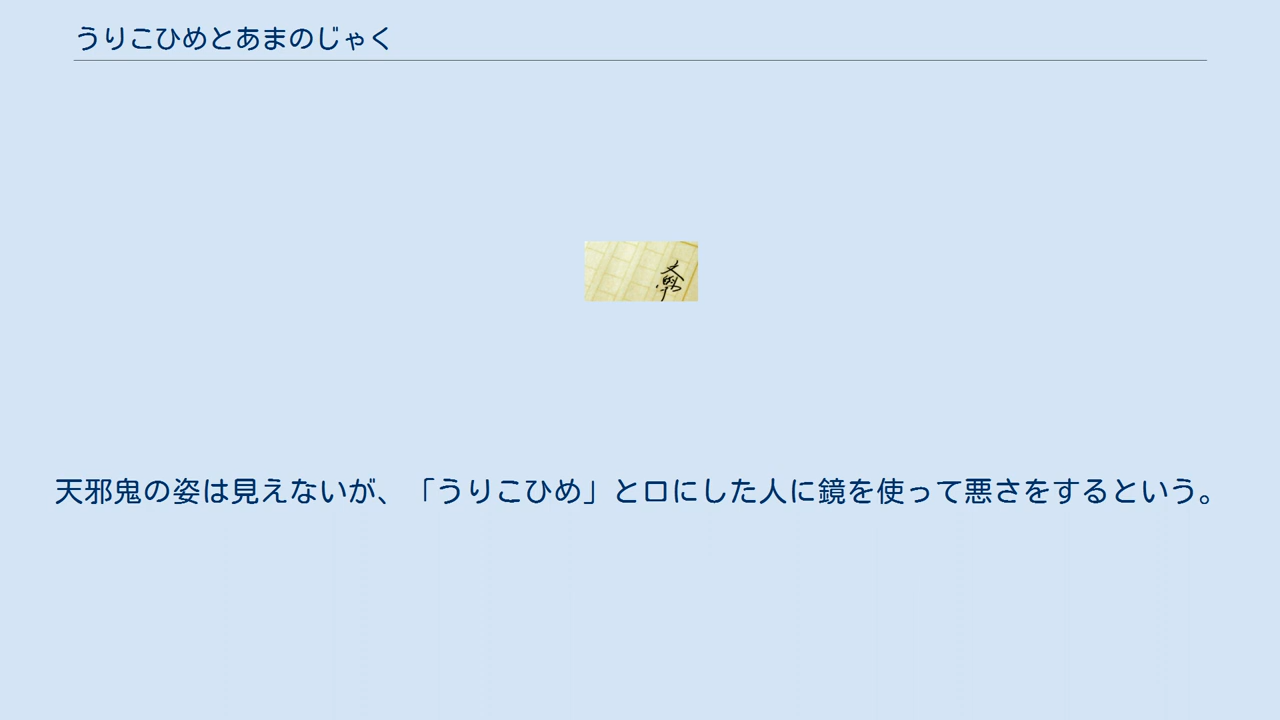 うりこひめとあまのじゃく
天邪鬼の姿は見えないが、「うりこひめ」と口にした人に鏡を使って悪さをするという。